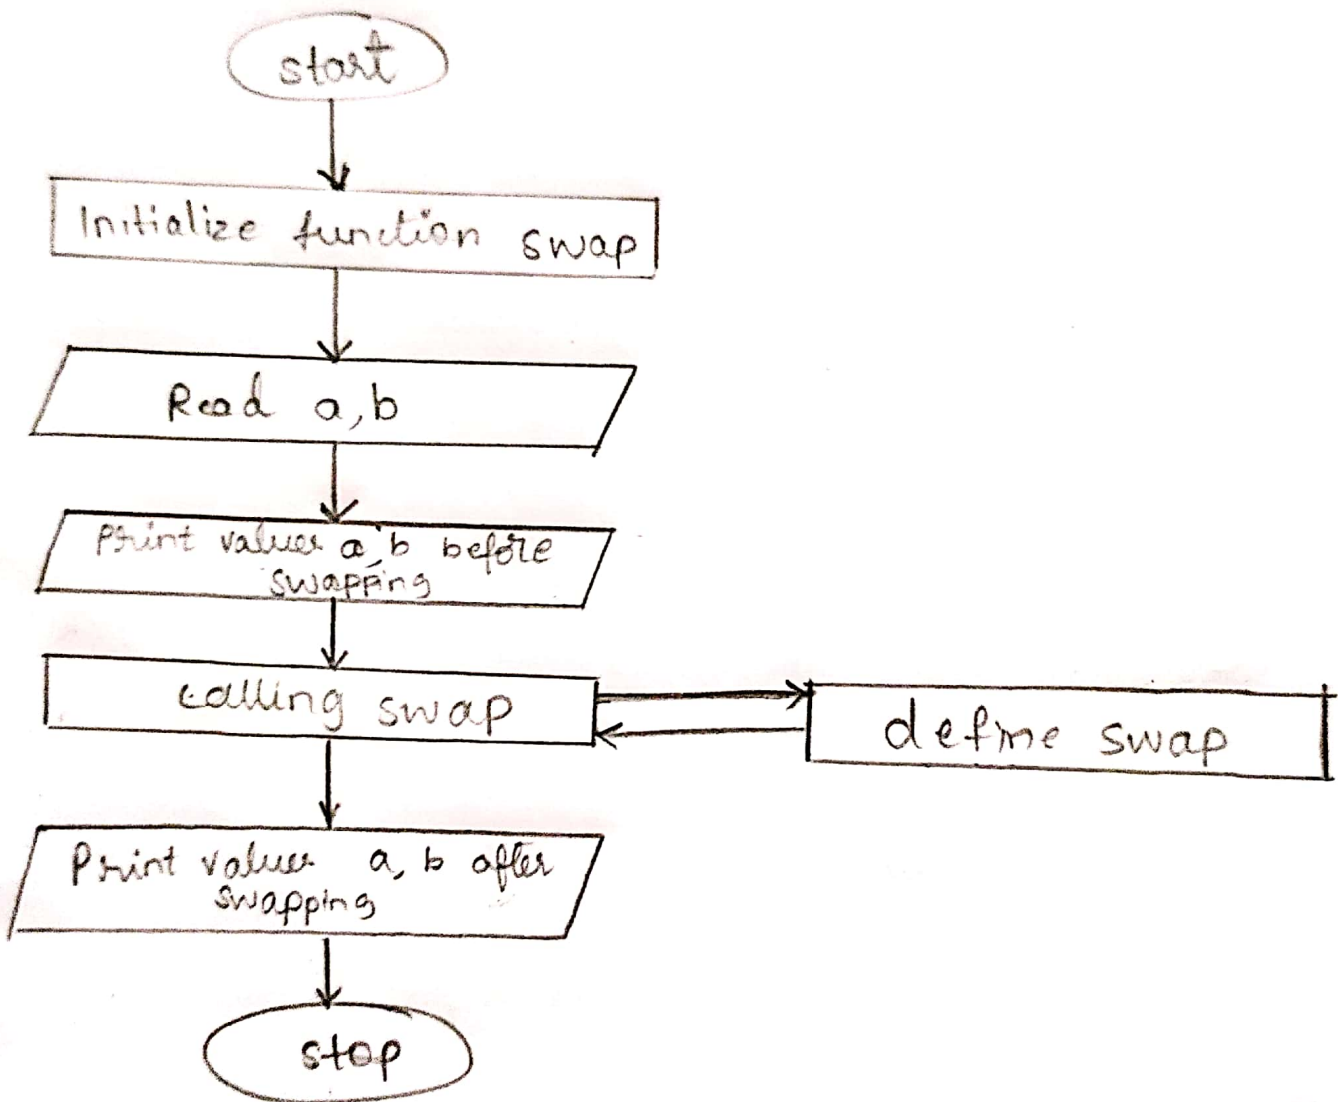 start
Initialize function swap
Read a,b
Print values a,b before
swapping
calling swap
define swap
Print values a, b after
swapping
stop